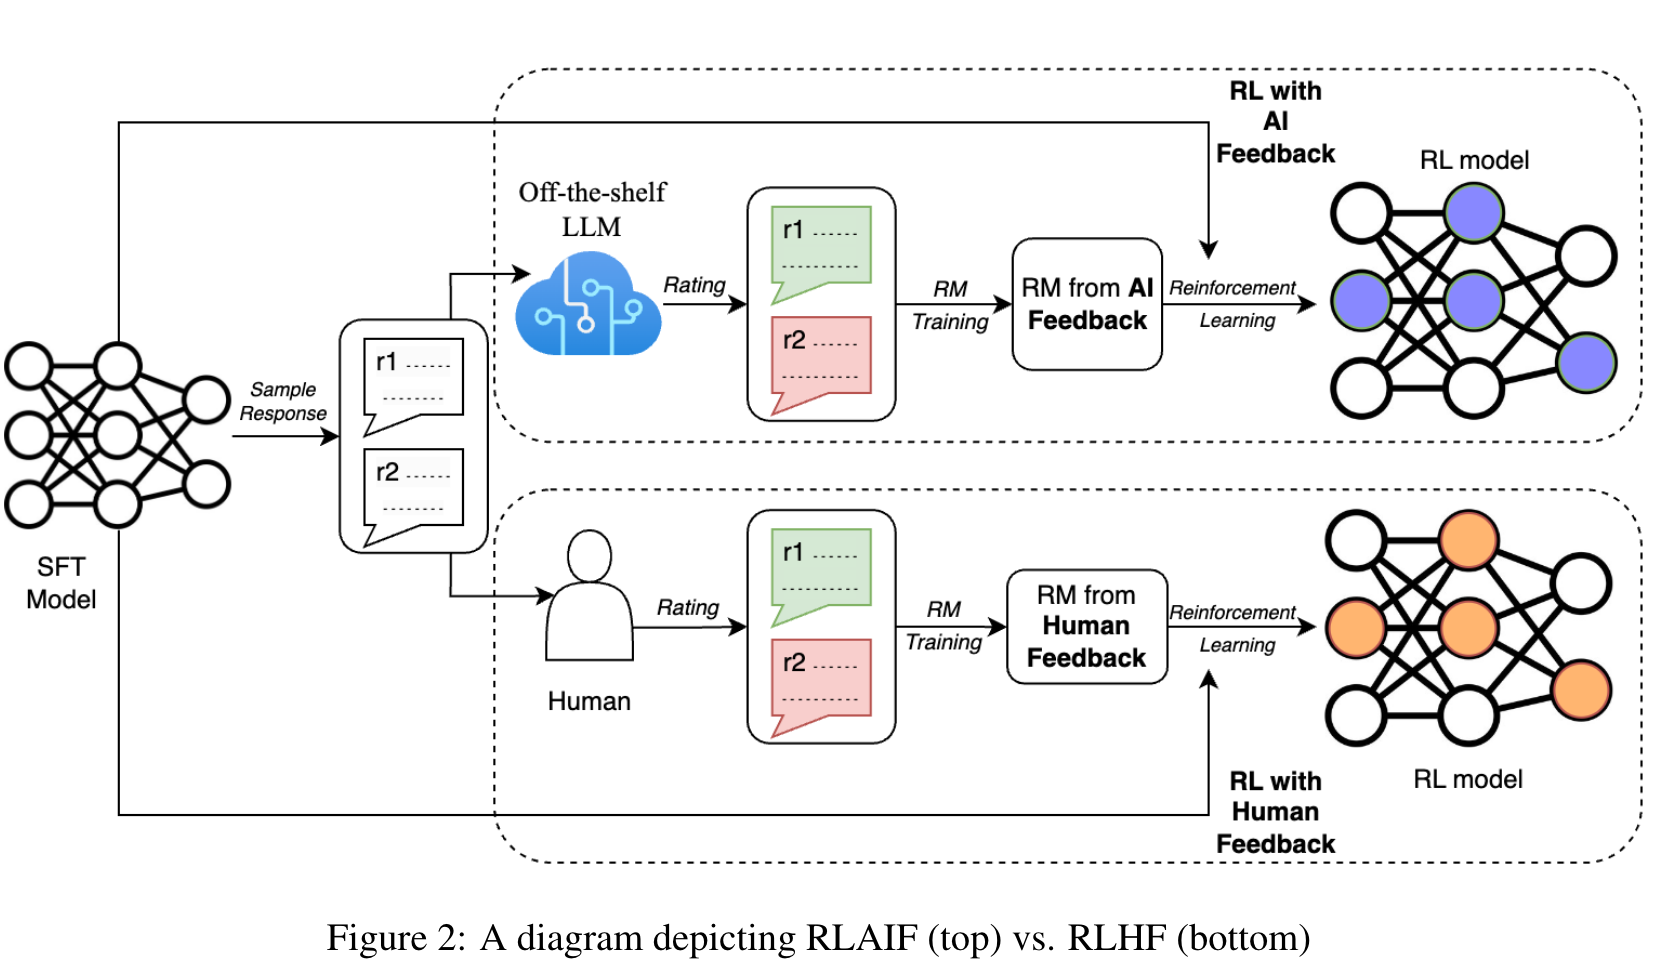 RL with
AI
Feedback
RL model
Off-the-shelf
LLM
r1 ......
..........
r2 ......
..........
Rating
RM
Training
RM from AI
Feedback
Reinforcement
Learning
Sample
Response
r1 ......
........
r2 ......
........
SFT
Model
Human
Rating
r1 ......
..........
r2 ......
..........
RM
Training
RM from
Human
Feedback
Reinforcement
Learning
RL with
Human
Feedback
RL model
Figure 2: A diagram depicting RLAIF (top) vs. RLHF (bottom)